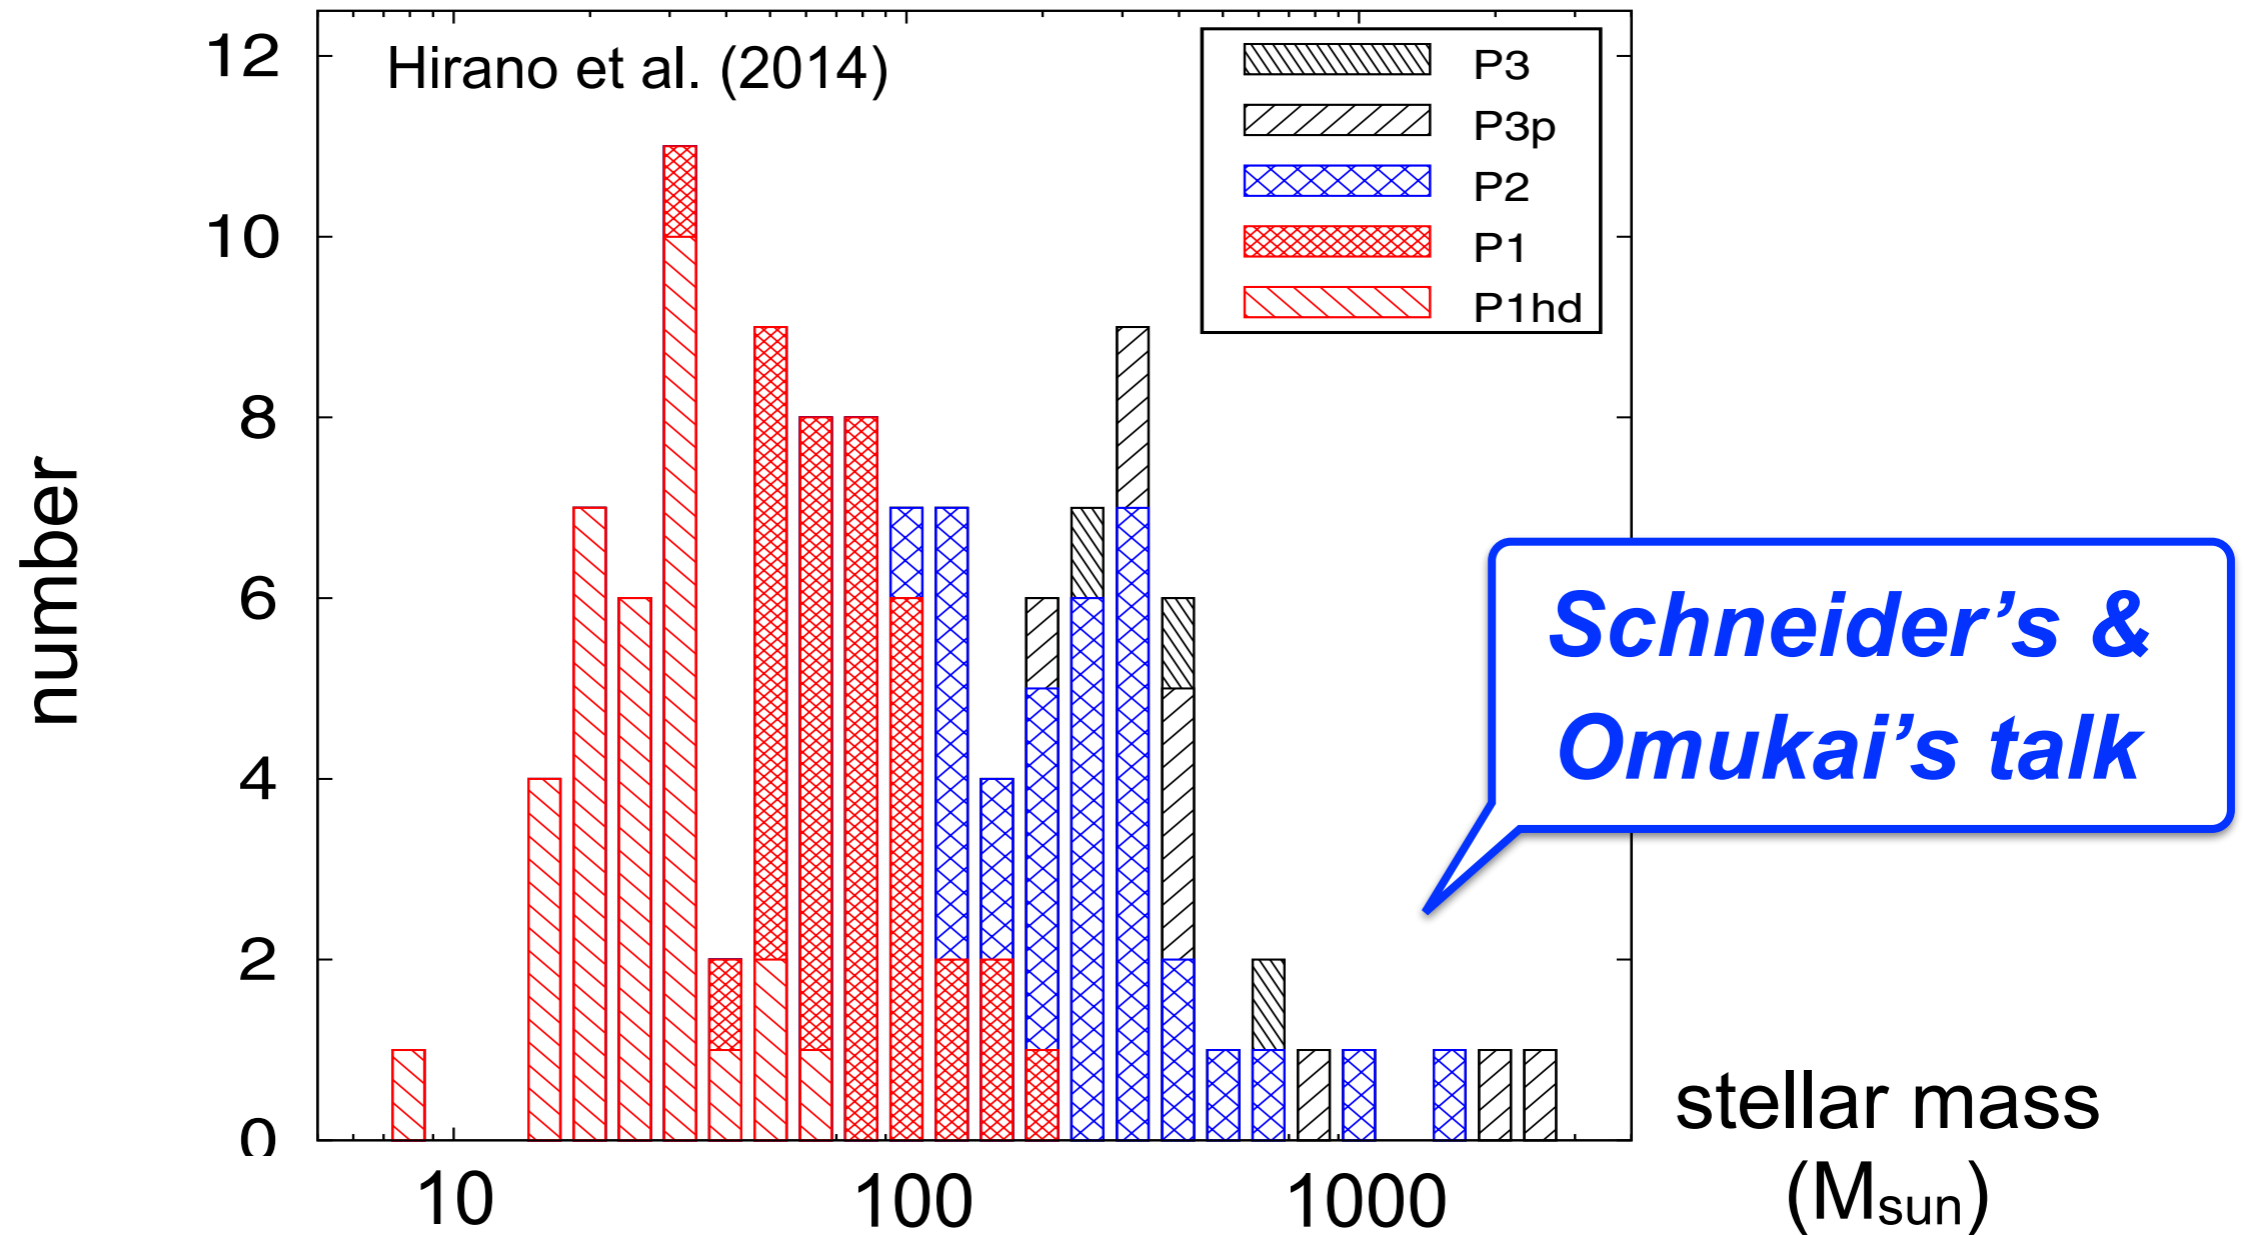 Hirano et al. (2014)
P3
P3p
P2
P1
P1hd
12
10
8
6
4
2
0
number
Schneider’s &
Omukai’s talk
10 100 1000
stellar mass
(Msun)